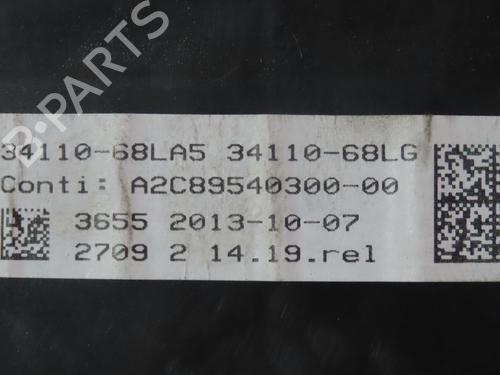 B-PARTS
34110-68LA5 34110-68LG
Conti: A2C89540300-00
3655 2013-10-07
2709 2 14.19.rel